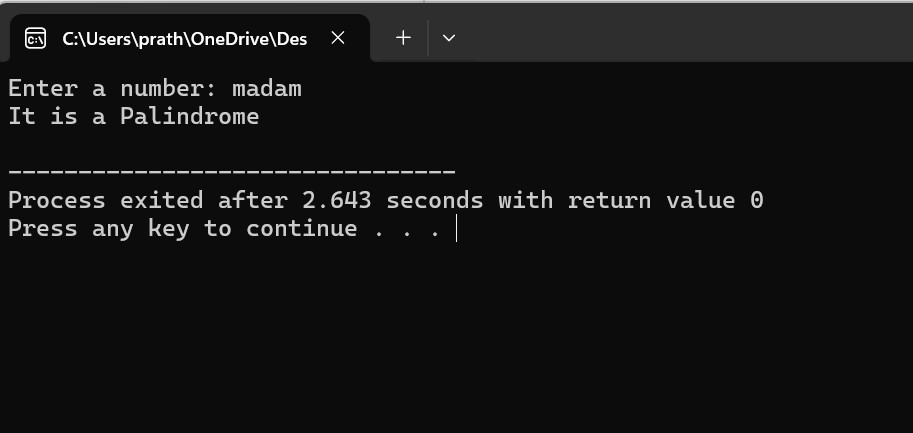 C:\Users\prath\OneDrive\Des
Enter a number: madam
It is a Palindrome
--------------------------------
Process exited after 2.643 seconds with return value 0
Press any key to continue . . .